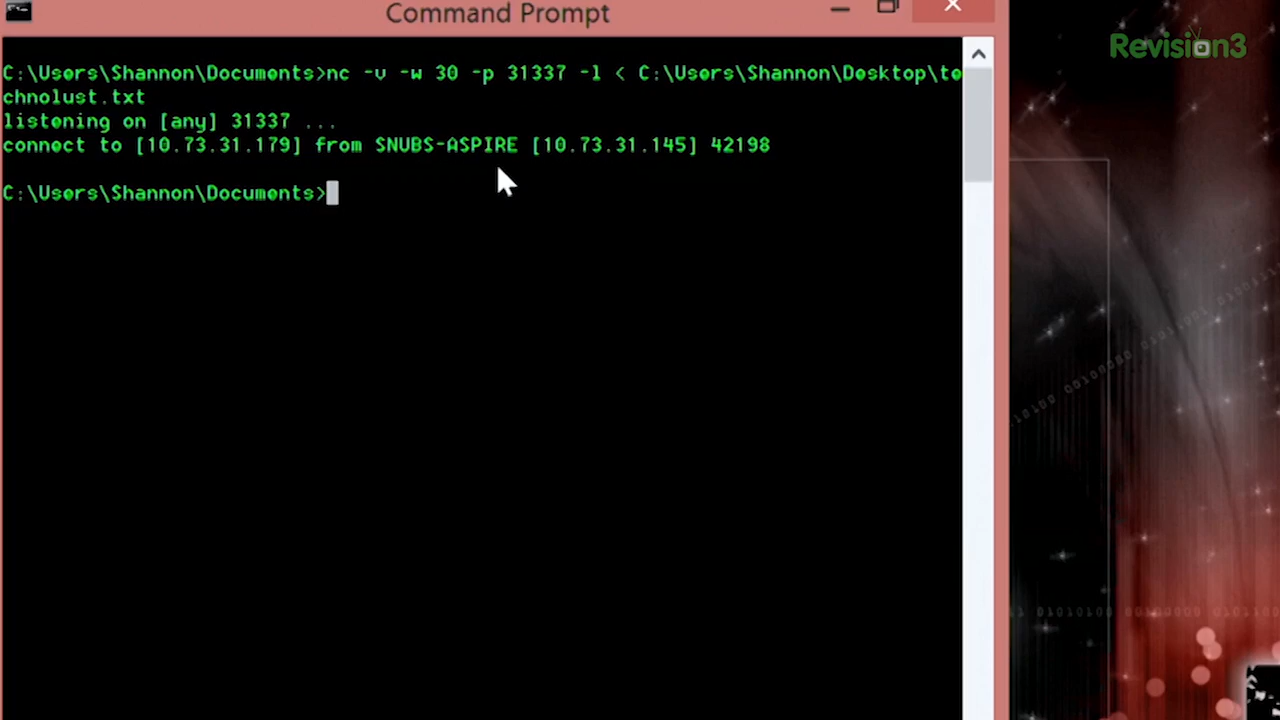 Command Prompt
Revision3
C:\Users\Shannon\Documents>nc -v -w 30 -p 31337 -l < C:\Users\Shannon\Desktop\te
chnolust.txt
listening on [any] 31337 ...
connect to [10.73.31.179] from SNUBS-ASPIRE [10.73.31.145] 42198
C:\Users\Shannon\Documents>